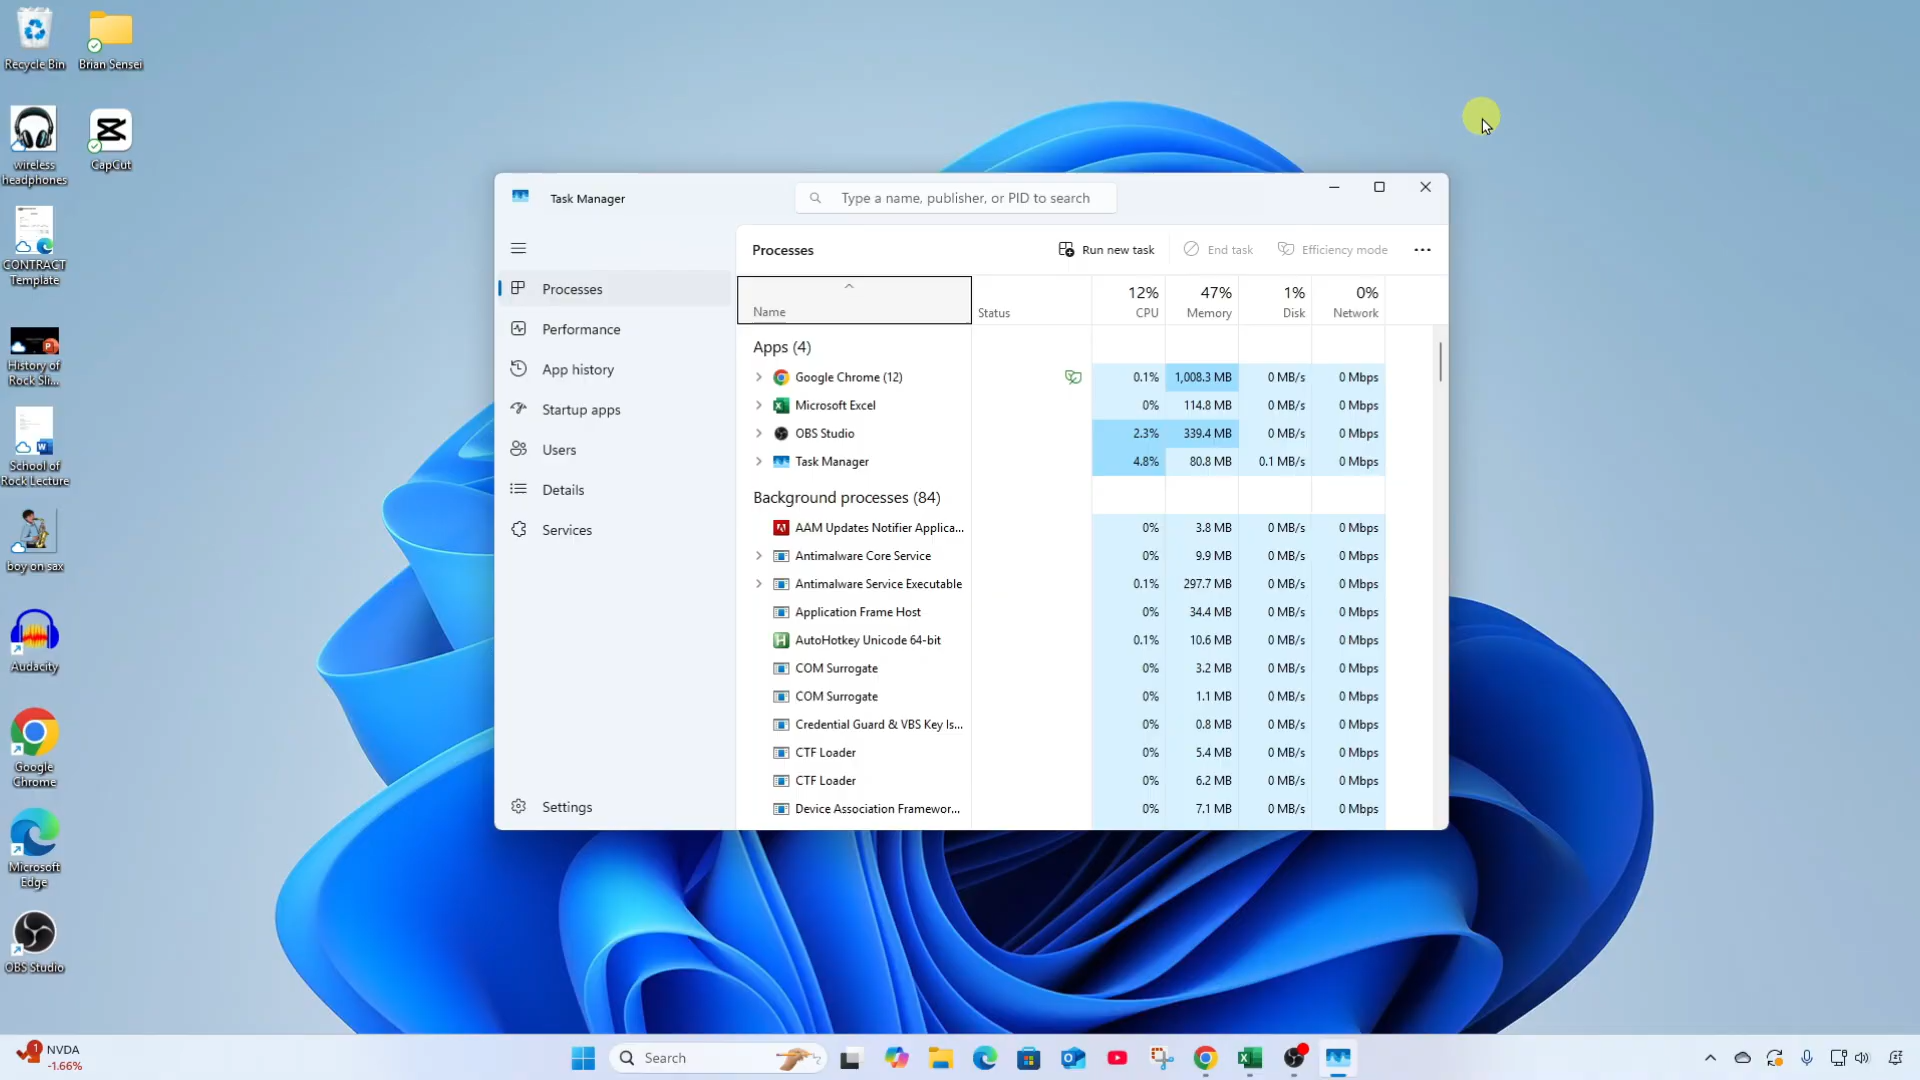 Recycle Bin
Brian Sensei
wireless
headphones
CapCut
CONTRACT
Template
History of
Rock Sli...
School of
Rock Lecture
boy on sax
Audacity
Google
Chrome
Microsoft
Edge
OBS Studio
Task Manager
Type a name, publisher, or PID to search
Processes
Performance
App history
Startup apps
Users
Details
Services
Settings
Processes
Run new task
End task
Efficiency mode
12% 47% 1% 0%
Name Status CPU Memory Disk Network
Apps (4)
Google Chrome (12) 0.1% 1,008.3 MB 0 MB/s 0 Mbps
Microsoft Excel 0% 114.8 MB 0 MB/s 0 Mbps
OBS Studio 2.3% 339.4 MB 0 MB/s 0 Mbps
Task Manager 4.8% 80.8 MB 0.1 MB/s 0 Mbps
Background processes (84)
AAM Updates Notifier Applica... 0% 3.8 MB 0 MB/s 0 Mbps
Antimalware Core Service 0% 9.9 MB 0 MB/s 0 Mbps
Antimalware Service Executable 0.1% 297.7 MB 0 MB/s 0 Mbps
Application Frame Host 0% 34.4 MB 0 MB/s 0 Mbps
AutoHotkey Unicode 64-bit 0.1% 10.6 MB 0 MB/s 0 Mbps
COM Surrogate 0% 3.2 MB 0 MB/s 0 Mbps
COM Surrogate 0% 1.1 MB 0 MB/s 0 Mbps
Credential Guard & VBS Key Is... 0% 0.8 MB 0 MB/s 0 Mbps
CTF Loader 0% 5.4 MB 0 MB/s 0 Mbps
CTF Loader 0% 6.2 MB 0 MB/s 0 Mbps
Device Association Framewor... 0% 7.1 MB 0 MB/s 0 Mbps
1
NVDA
-1.66%
Search